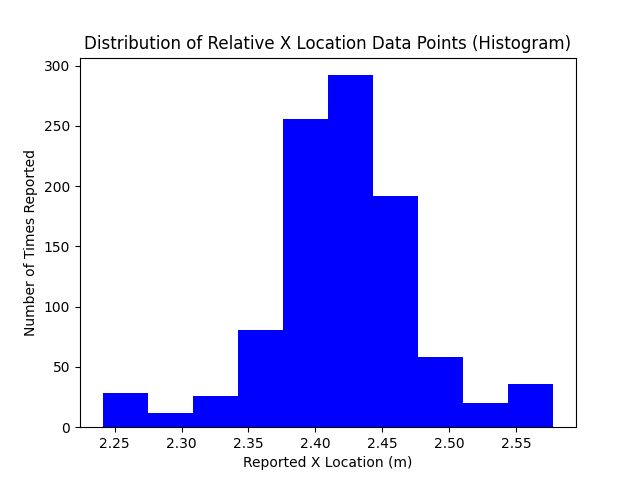 Distribution of Relative X Location Data Points (Histogram)
Number of Times Reported
300
250
200
150
100
50
0
2.25 2.30 2.35 2.40 2.45 2.50 2.55
Reported X Location (m)